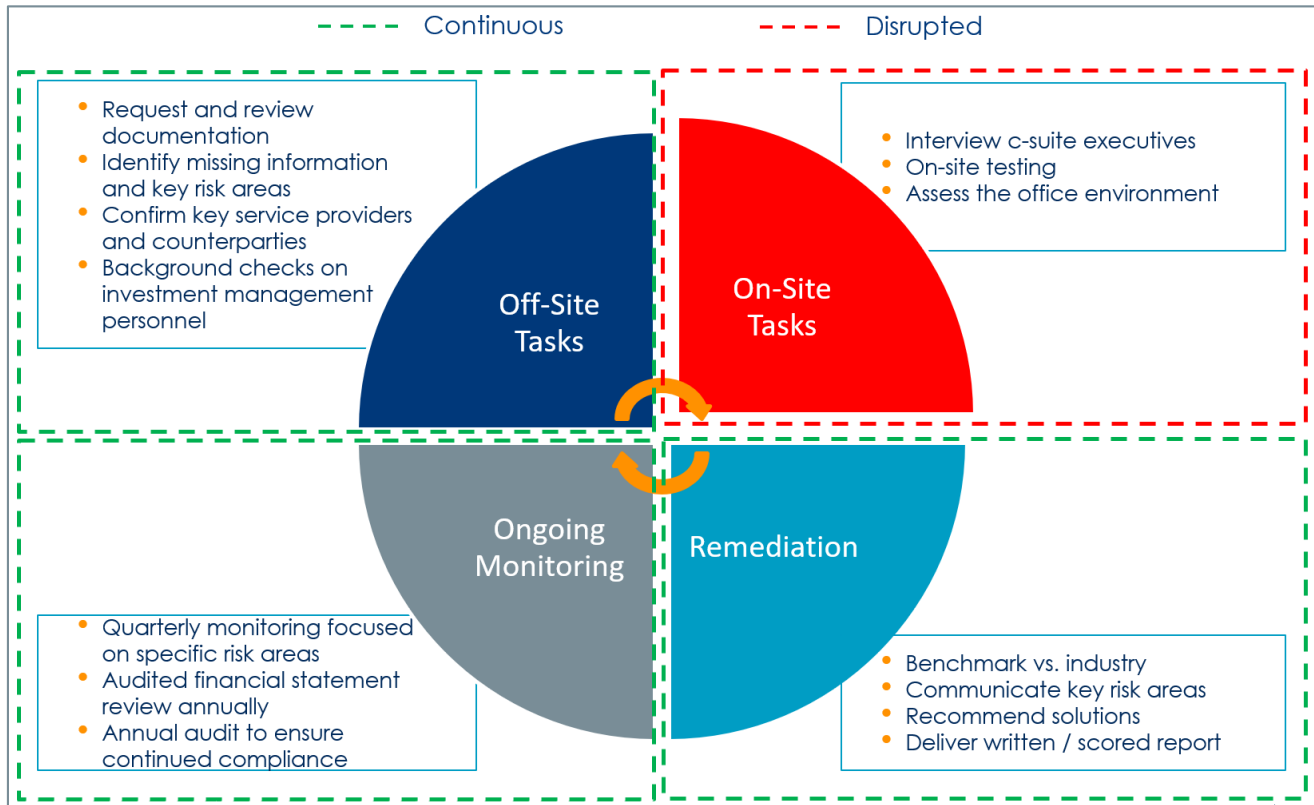 Continuous
Disrupted
• Request and review
documentation
• Identify missing information
and key risk areas
• Confirm key service providers
and counterparties
• Background checks on
investment management
personnel
Off-Site
Tasks
• Interview c-suite executives
• On-site testing
• Assess the office environment
On-Site
Tasks
Ongoing
Monitoring
• Quarterly monitoring focused
on specific risk areas
• Audited financial statement
review annually
• Annual audit to ensure
continued compliance
Remediation
• Benchmark vs. industry
• Communicate key risk areas
• Recommend solutions
• Deliver written / scored report